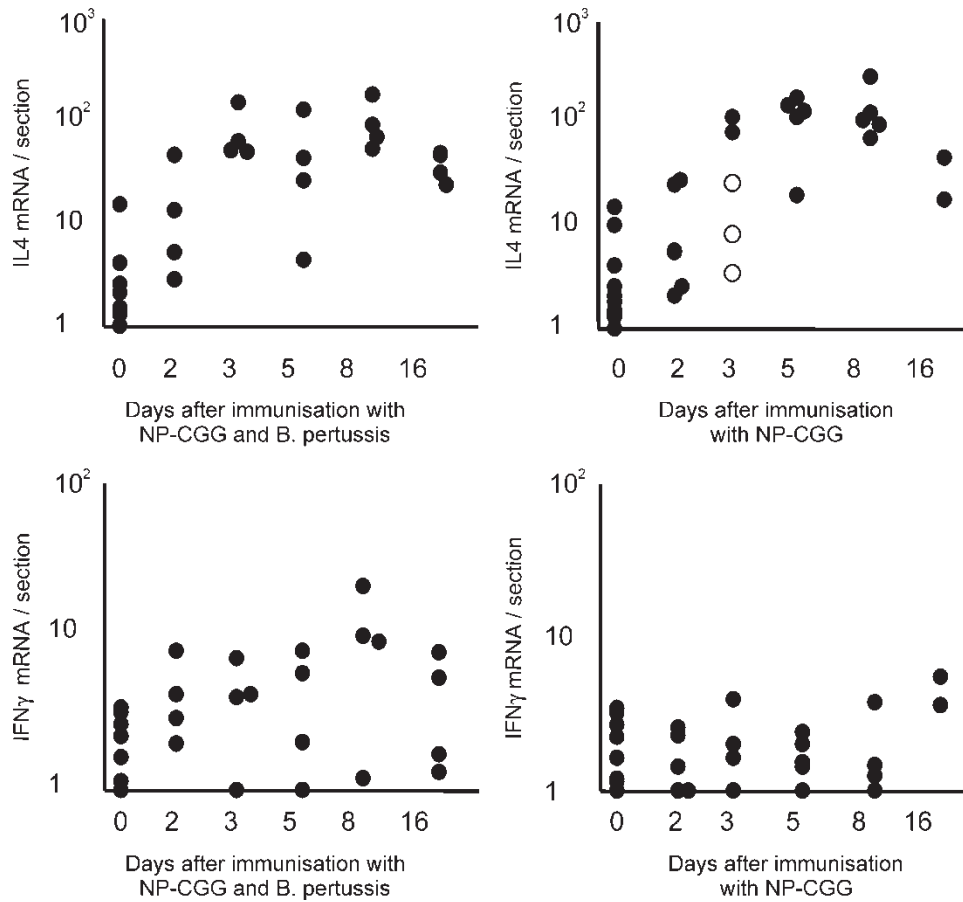 IL4 mRNA / section
10³
10²
10
1
0 2 3 5 8 16
Days after immunisation with
NP-CGG and B. pertussis
IL4 mRNA / section
10³
10²
10
1
0 2 3 5 8 16
Days after immunisation
with NP-CGG
IFNγ mRNA / section
10²
10
1
0 2 3 5 8 16
Days after immunisation with
NP-CGG and B. pertussis
IFNγ mRNA / section
10²
10
1
0 2 3 5 8 16
Days after immunisation
with NP-CGG